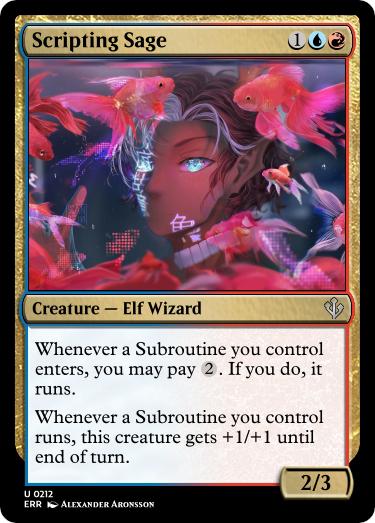 Scripting Sage 1
Creature — Elf Wizard
Whenever a Subroutine you control
enters, you may pay 2. If you do, it
runs.
Whenever a Subroutine you control
runs, this creature gets +1/+1 until
end of turn.
2/3
U 0212
ERR Alexander Aronsson